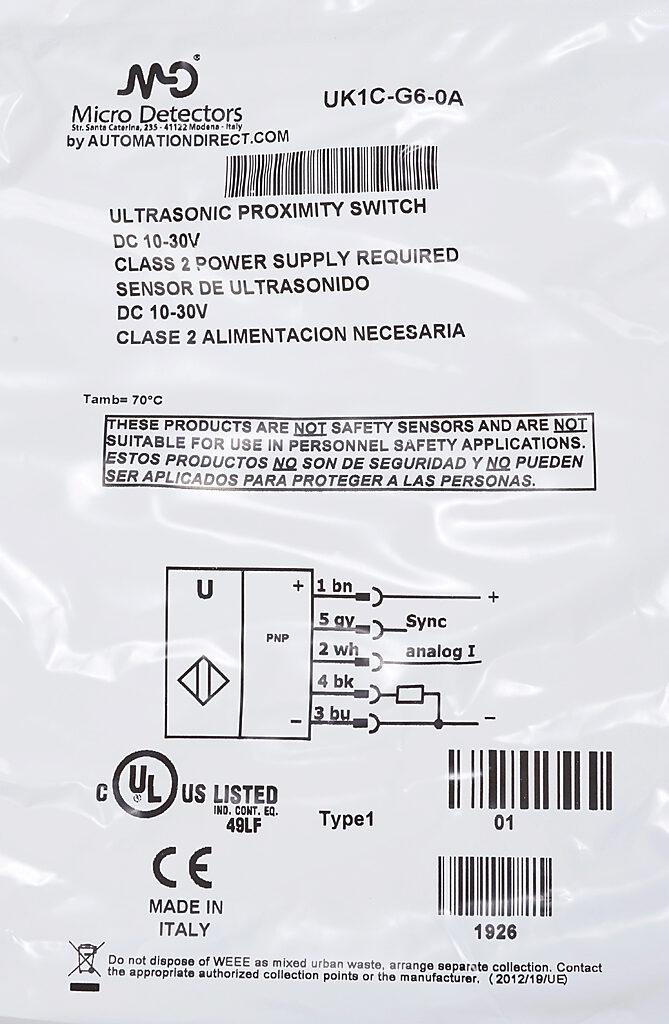 MD®
Micro Detectors
Str. Santa Caterina, 235 - 41122 Modena - Italy
by AUTOMATIONDIRECT.COM
UK1C-G6-0A
ULTRASONIC PROXIMITY SWITCH
DC 10-30V
CLASS 2 POWER SUPPLY REQUIRED
SENSOR DE ULTRASONIDO
DC 10-30V
CLASE 2 ALIMENTACION NECESARIA
Tamb= 70°C
THESE PRODUCTS ARE NOT SAFETY SENSORS AND ARE NOT
SUITABLE FOR USE IN PERSONNEL SAFETY APPLICATIONS.
ESTOS PRODUCTOS NO SON DE SEGURIDAD Y NO PUEDEN
SER APLICADOS PARA PROTEGER A LAS PERSONAS.
U
PNP
+ 1 bn +
5 gy Sync
2 wh analog I
4 bk
- 3 bu -
C UL US LISTED
IND. CONT. EQ.
49LF
Type1
01
CE
MADE IN
ITALY
1926
Do not dispose of WEEE as mixed urban waste, arrange separate collection. Contact
the appropriate authorized collection points or the manufacturer. (2012/19/UE)